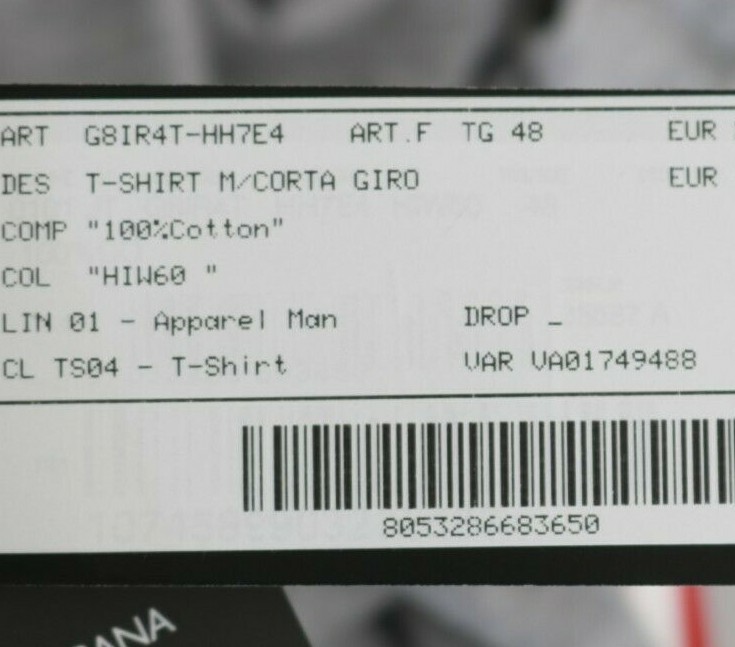 ART G8IR4T-HH7E4 ART.F TG 48 EUR
DES T-SHIRT M/CORTA GIRO EUR
COMP "100%Cotton"
COL "HIW60 "
LIN 01 - Apparel Man DROP _
CL TS04 - T-Shirt VAR VA01749488
8053286683650
ANA